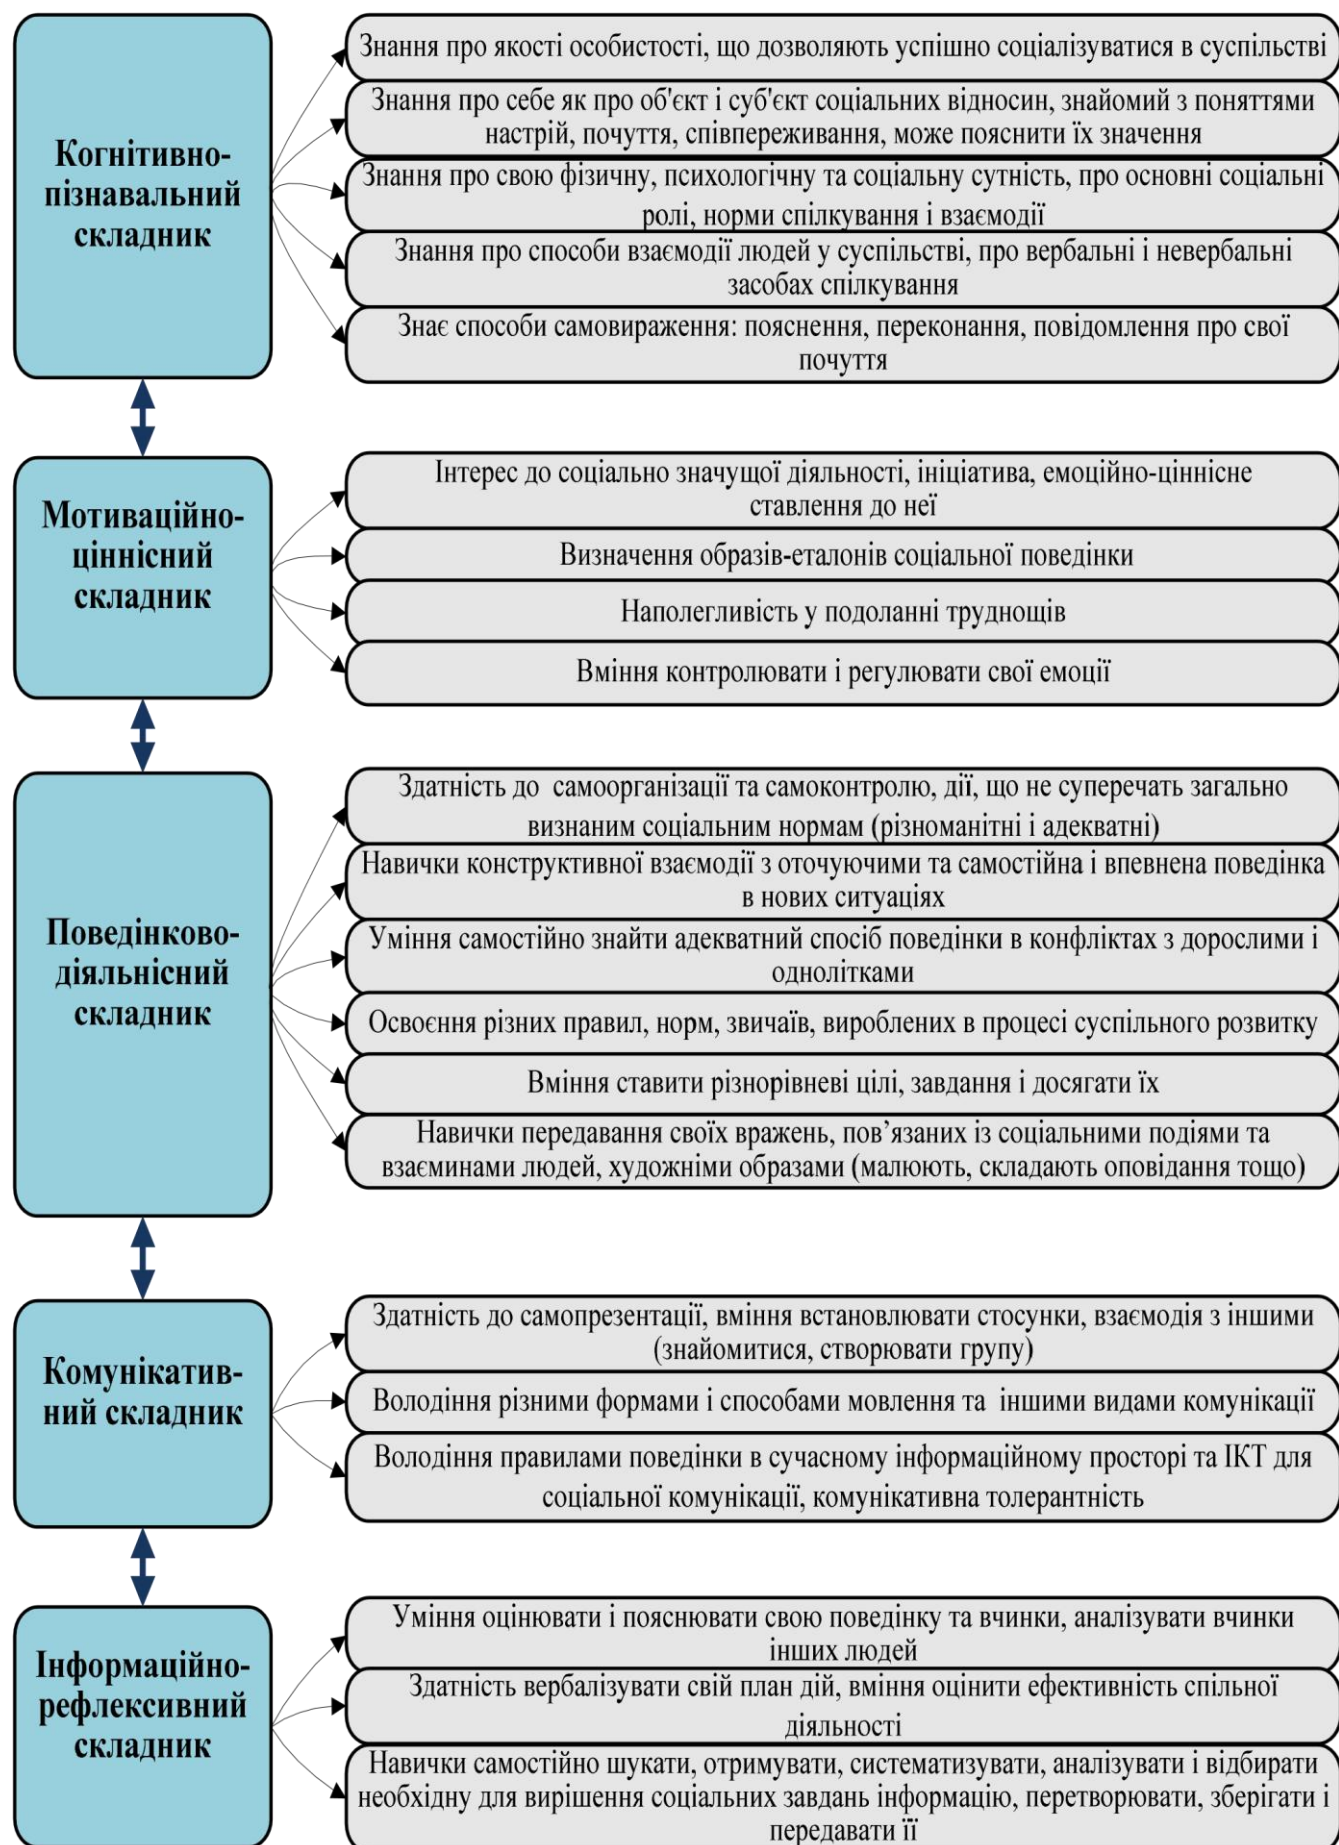 Когнітивно-
пізнавальний
складник
Знання про якості особистості, що дозволяють успішно соціалізуватися в суспільстві
Знання про себе як про об'єкт і суб'єкт соціальних відносин, знайомий з поняттями
настрій, почуття, співпереживання, може пояснити їх значення
Знання про свою фізичну, психологічну та соціальну сутність, про основні соціальні
ролі, норми спілкування і взаємодії
Знання про способи взаємодії людей у суспільстві, про вербальні і невербальні
засобах спілкування
Знає способи самовираження: пояснення, переконання, повідомлення про свої
почуття
Мотиваційно-
ціннісний
складник
Інтерес до соціально значущої діяльності, ініціатива, емоційно-ціннісне
ставлення до неї
Визначення образів-еталонів соціальної поведінки
Наполегливість у подоланні труднощів
Вміння контролювати і регулювати свої емоції
Поведінково-
діяльнісний
складник
Здатність до самоорганізації та самоконтролю, дії, що не суперечать загально
визнаним соціальним нормам (різноманітні і адекватні)
Навички конструктивної взаємодії з оточуючими та самостійна і впевнена поведінка
в нових ситуаціях
Уміння самостійно знайти адекватний спосіб поведінки в конфліктах з дорослими і
однолітками
Освоєння різних правил, норм, звичаїв, вироблених в процесі суспільного розвитку
Вміння ставити різнорівневі цілі, завдання і досягати їх
Навички передавання своїх вражень, пов’язаних із соціальними подіями та
взаєминами людей, художніми образами (малюють, складають оповідання тощо)
Комунікатив-
ний складник
Здатність до самопрезентації, вміння встановлювати стосунки, взаємодія з іншими
(знайомитися, створювати групу)
Володіння різними формами і способами мовлення та іншими видами комунікації
Володіння правилами поведінки в сучасному інформаційному просторі та ІКТ для
соціальної комунікації, комунікативна толерантність
Інформаційно-
рефлексивний
складник
Уміння оцінювати і пояснювати свою поведінку та вчинки, аналізувати вчинки
інших людей
Здатність вербалізувати свій план дій, вміння оцінити ефективність спільної
діяльності
Навички самостійно шукати, отримувати, систематизувати, аналізувати і відбирати
необхідну для вирішення соціальних завдань інформацію, перетворювати, зберігати і
передавати її